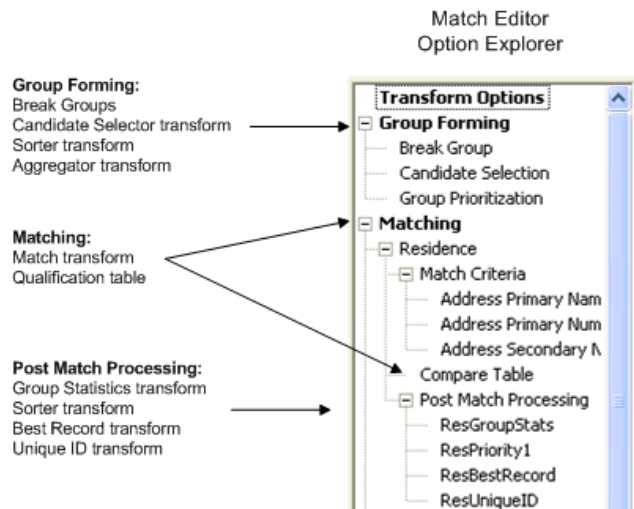 Match Editor
Option Explorer
Group Forming:
Break Groups
Candidate Selector transform
Sorter transform
Aggregator transform
Matching:
Match transform
Qualification table
Post Match Processing:
Group Statistics transform
Sorter transform
Best Record transform
Unique ID transform
Transform Options
Group Forming
Break Group
Candidate Selection
Group Prioritization
Matching
Residence
Match Criteria
Address Primary Nam
Address Primary Num
Address Secondary N
Compare Table
Post Match Processing
ResGroupStats
ResPriority1
ResBestRecord
ResUniqueID